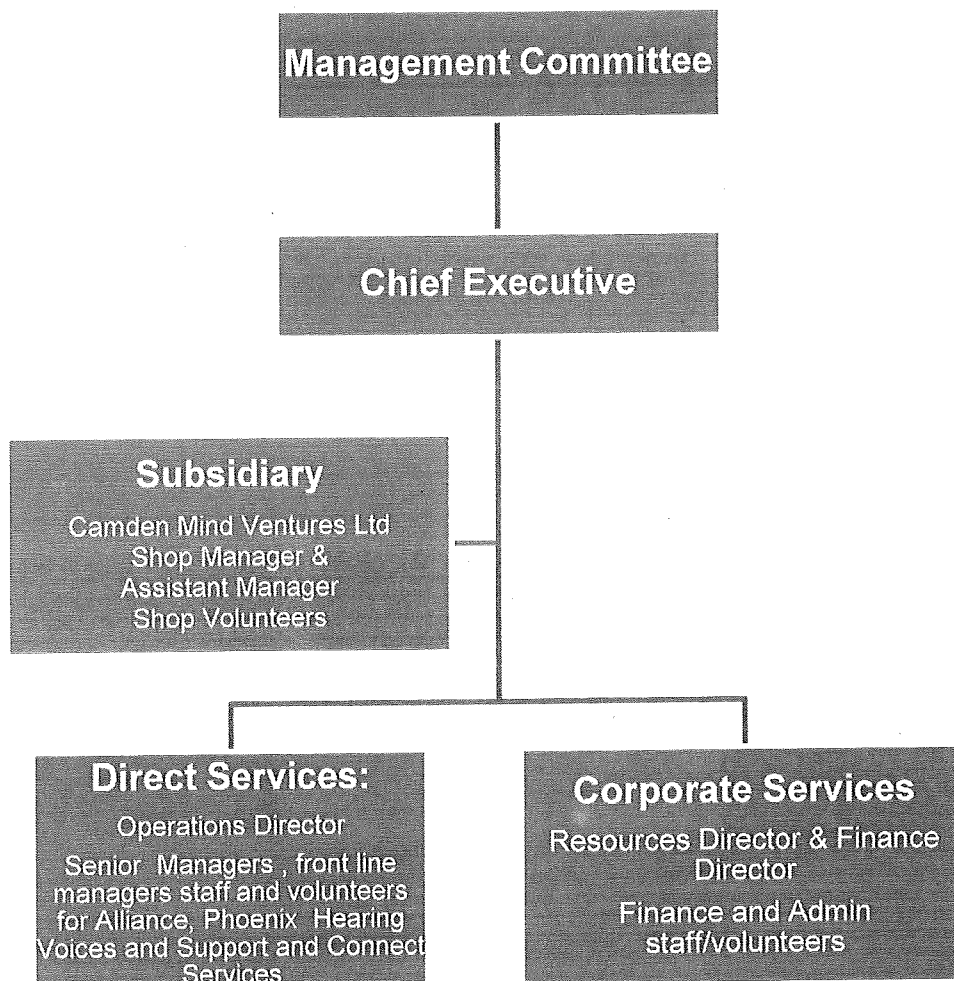 Management Committee
Chief Executive
Subsidiary
Camden Mind Ventures Ltd
Shop Manager &
Assistant Manager
Shop Volunteers
Direct Services:
Operations Director
Senior Managers , front line
managers staff and volunteers
for Alliance, Phoenix Hearing
Voices and Support and Connect
Services
Corporate Services
Resources Director & Finance
Director
Finance and Admin
staff/volunteers